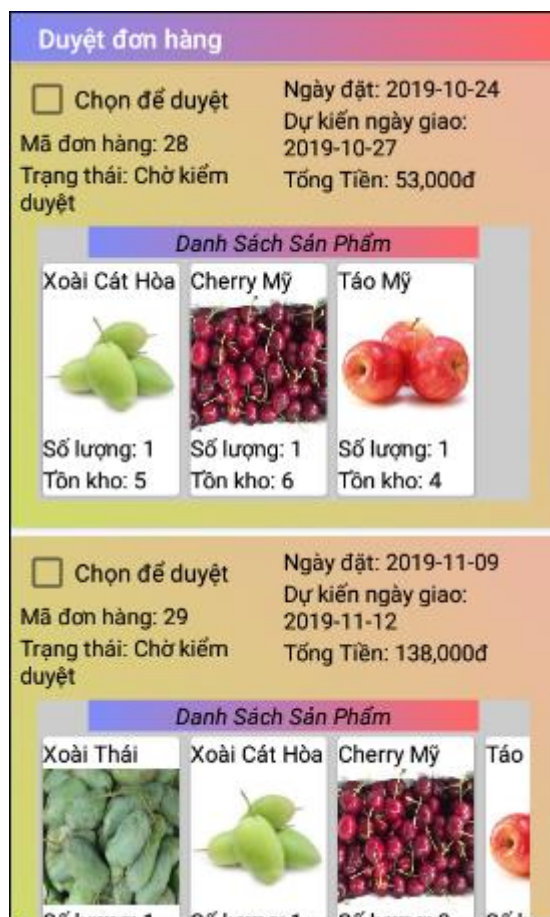 Duyệt đơn hàng
Chọn để duyệt
Mã đơn hàng: 28
Trạng thái: Chờ kiểm
duyệt
Ngày đặt: 2019-10-24
Dự kiến ngày giao:
2019-10-27
Tổng Tiền: 53,000đ
Danh Sách Sản Phẩm
Xoài Cát Hòa
Số lượng: 1
Tồn kho: 5
Cherry Mỹ
Số lượng: 1
Tồn kho: 6
Táo Mỹ
Số lượng: 1
Tồn kho: 4
Chọn để duyệt
Mã đơn hàng: 29
Trạng thái: Chờ kiểm
duyệt
Ngày đặt: 2019-11-09
Dự kiến ngày giao:
2019-11-12
Tổng Tiền: 138,000đ
Danh Sách Sản Phẩm
Xoài Thái
Xoài Cát Hòa
Cherry Mỹ
Táo